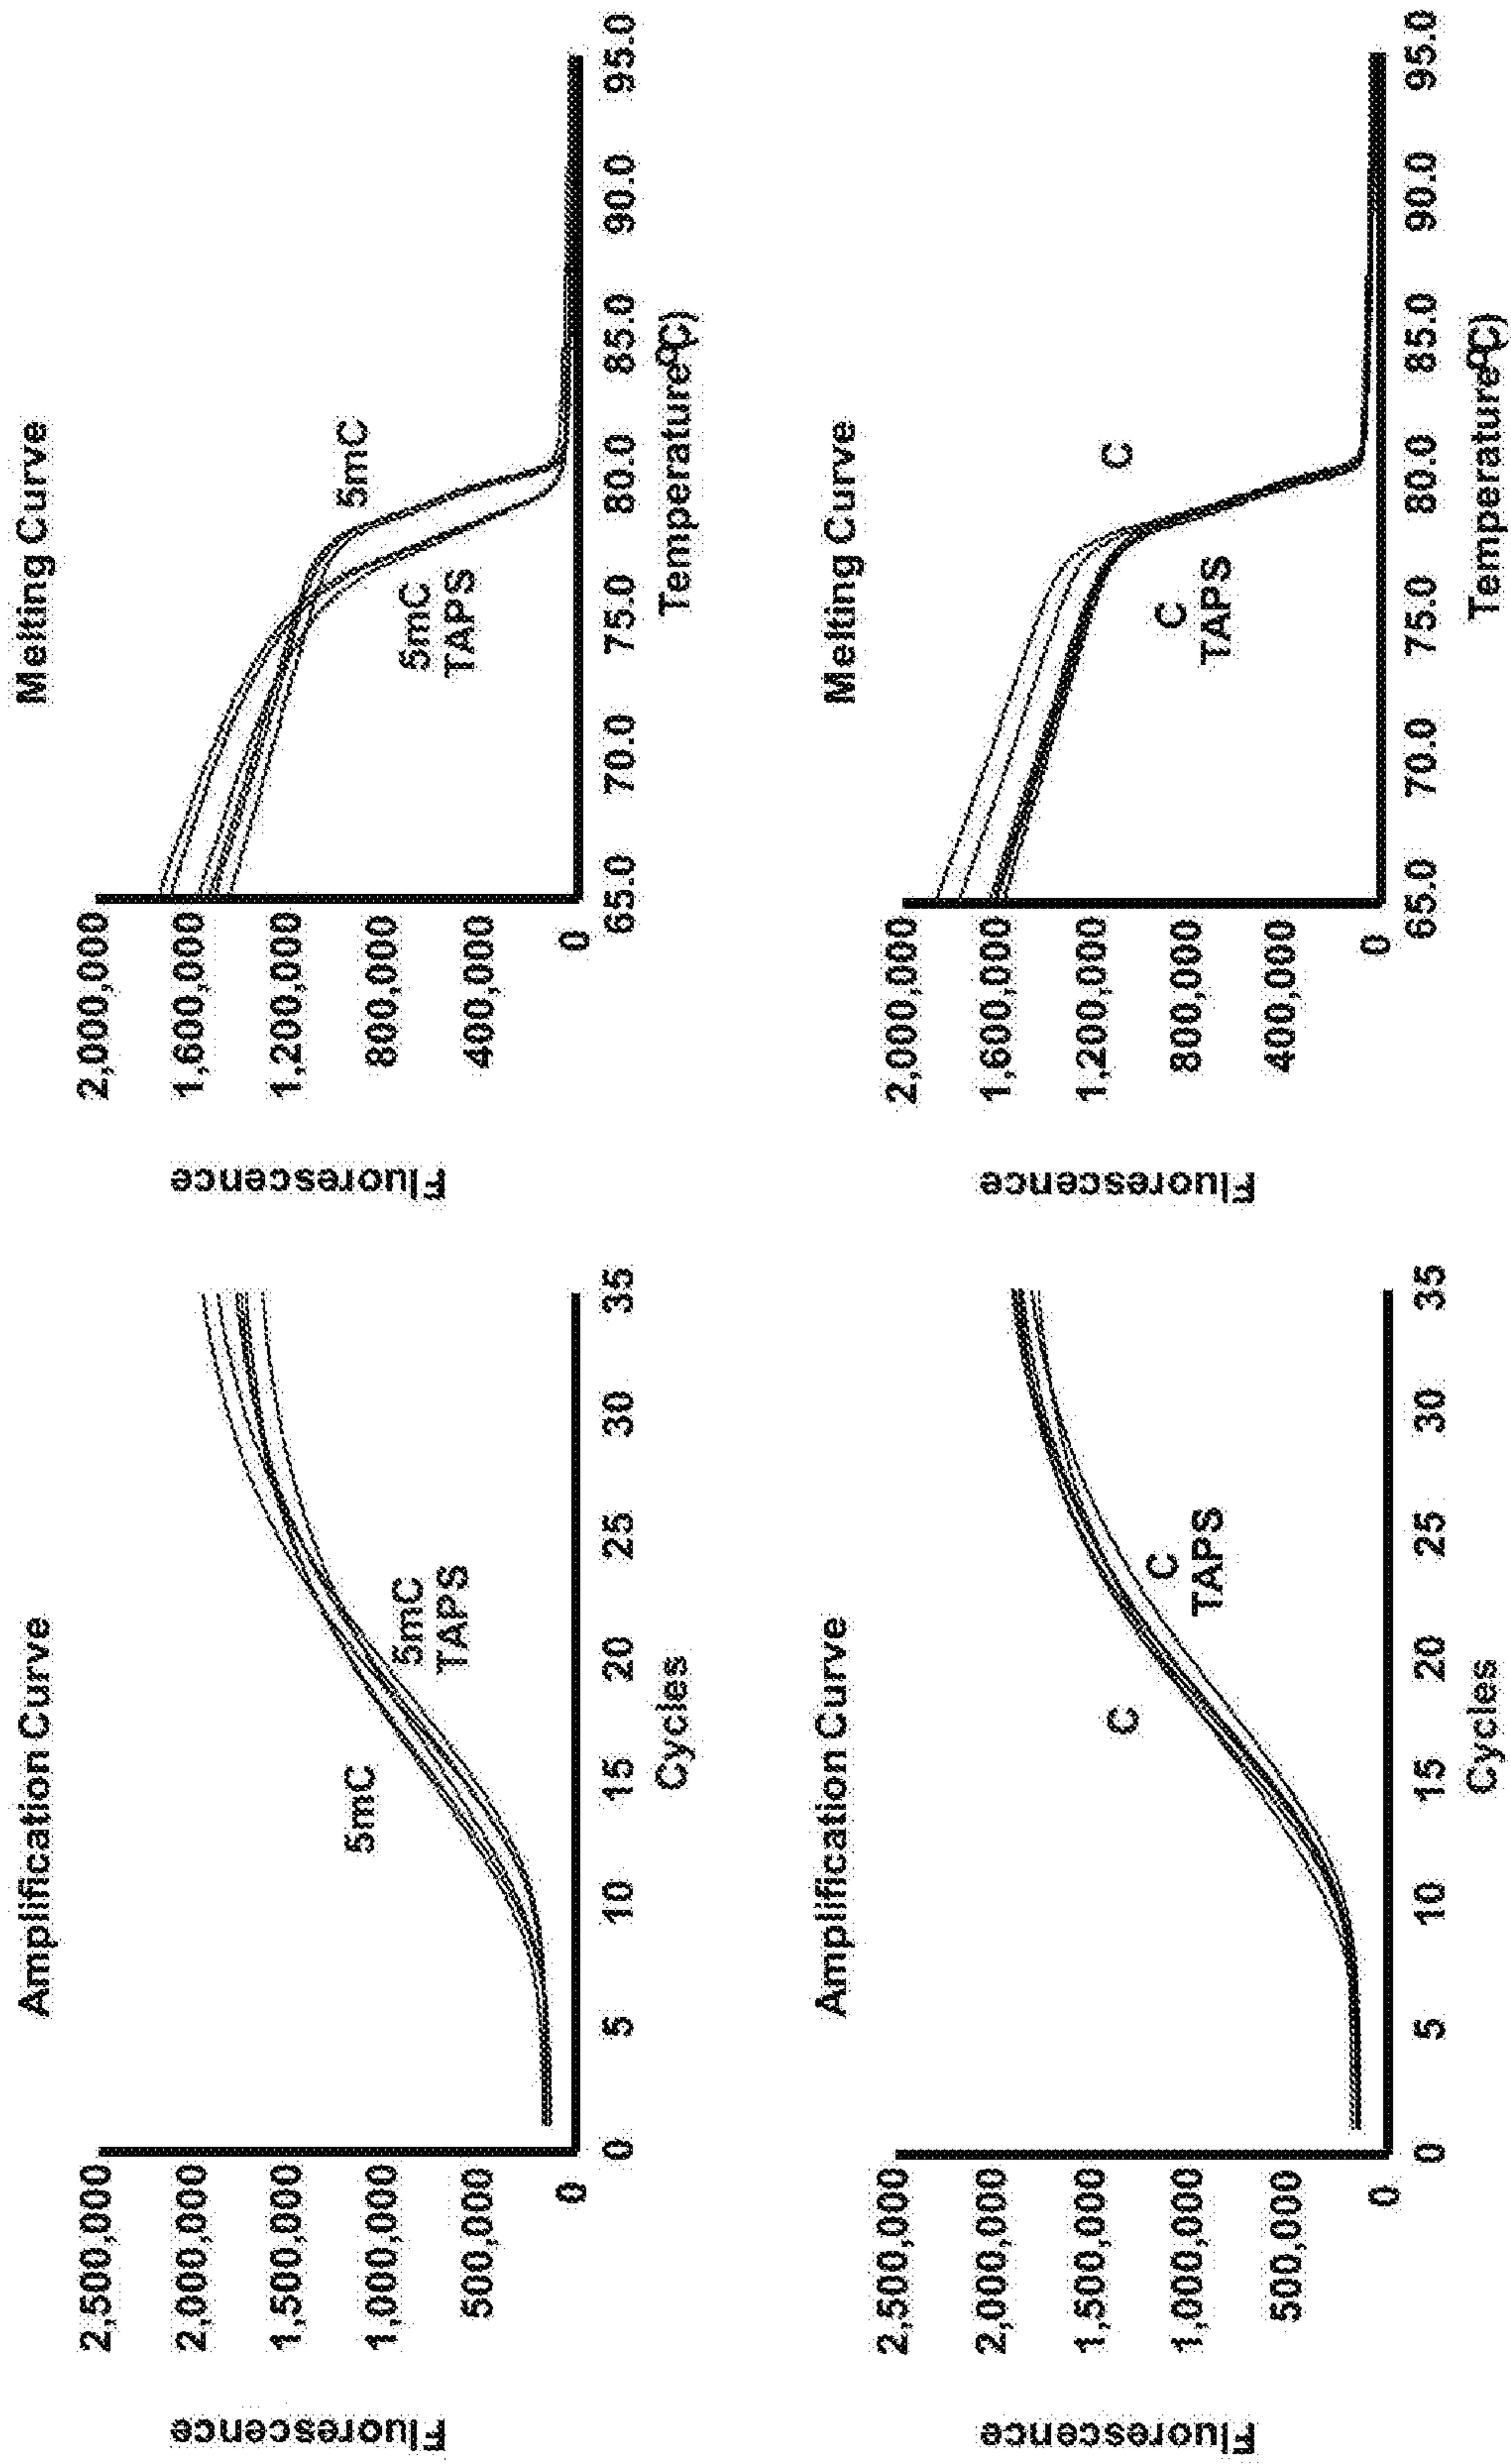 Amplification Curve
Fluorescence
2,500,000
2,000,000
1,500,000
1,000,000
500,000
0
5mC
5mC
TAPS
0 5 10 15 20 25 30 35
Cycles
Melting Curve
Fluorescence
2,000,000
1,600,000
1,200,000
800,000
400,000
0
5mC
5mC
TAPS
65.0 70.0 75.0 80.0 85.0 90.0 95.0
Temperature(ºC)
Amplification Curve
Fluorescence
2,500,000
2,000,000
1,500,000
1,000,000
500,000
0
C
C
TAPS
0 5 10 15 20 25 30 35
Cycles
Melting Curve
Fluorescence
2,000,000
1,600,000
1,200,000
800,000
400,000
0
C
C
TAPS
65.0 70.0 75.0 80.0 85.0 90.0 95.0
Temperature(ºC)